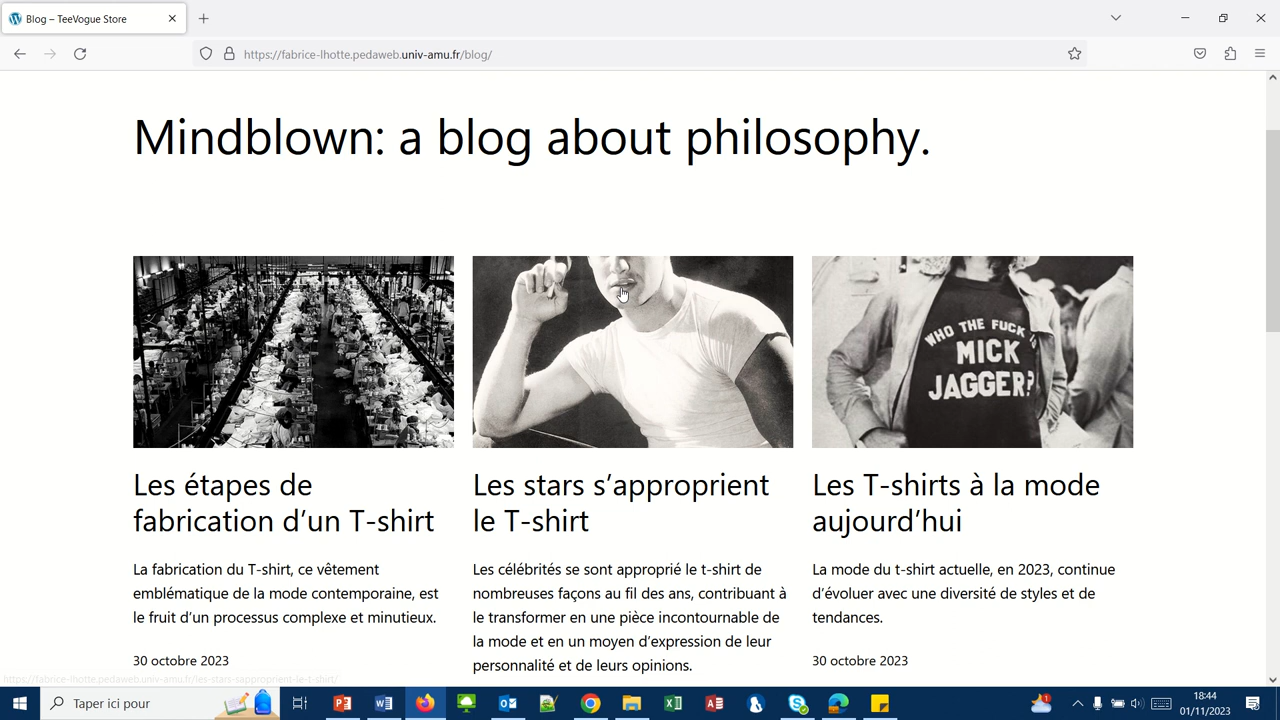 Blog – TeeVogue Store
https://fabrice-lhotte.pedaweb.univ-amu.fr/blog/
Mindblown: a blog about philosophy.
WHO THE FUCK IS
MICK
JAGGER?
Les étapes de
fabrication d’un T-shirt
Les stars s’approprient
le T-shirt
Les T-shirts à la mode
aujourd’hui
La fabrication du T-shirt, ce vêtement
emblématique de la mode contemporaine, est
le fruit d’un processus complexe et minutieux.
Les célébrités se sont approprié le t-shirt de
nombreuses façons au fil des ans, contribuant à
le transformer en une pièce incontournable de
la mode et en un moyen d’expression de leur
personnalité et de leurs opinions.
La mode du t-shirt actuelle, en 2023, continue
d’évoluer avec une diversité de styles et de
tendances.
30 octobre 2023
30 octobre 2023
https://fabrice-lhotte.pedaweb.univ-amu.fr/les-stars-sapproprient-le-t-shirt/
Taper ici pour
18:44
01/11/2023